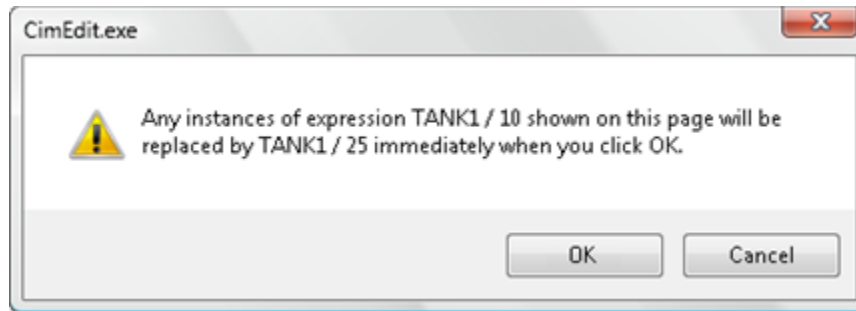 CimEdit.exe
Any instances of expression TANK1 / 10 shown on this page will be
replaced by TANK1 / 25 immediately when you click OK.
OK
Cancel